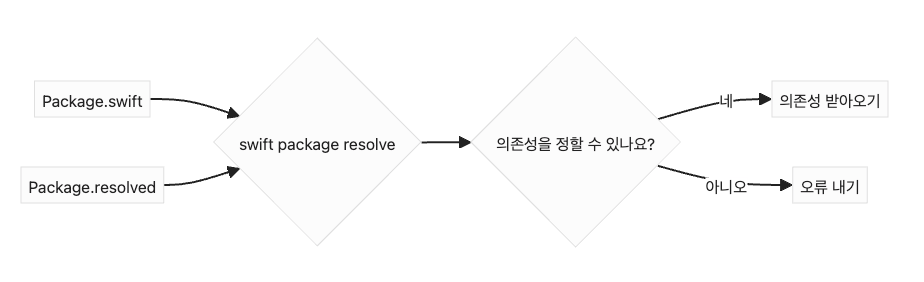 Package.swift
Package.resolved
swift package resolve
의존성을 정할 수 있나요?
네
아니오
의존성 받아오기
오류 내기